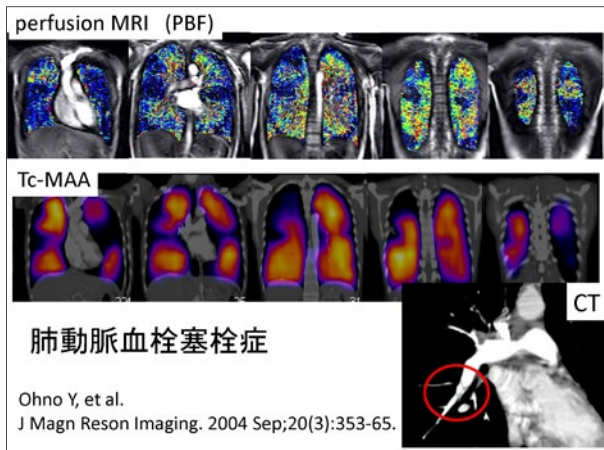 perfusion MRI (PBF)
Tc-MAA
CT
肺動脈血栓塞栓症
Ohno Y, et al.
J Magn Reson Imaging. 2004 Sep;20(3):353-65.